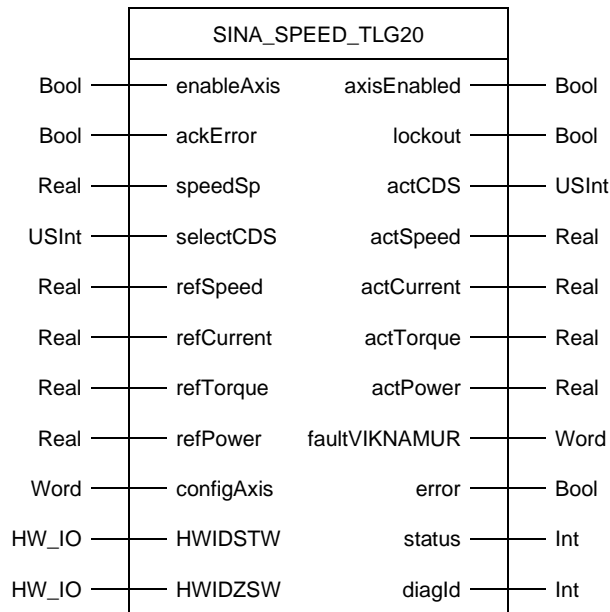 SINA_SPEED_TLG20
Bool enableAxis axisEnabled Bool
Bool ackError lockout Bool
Real speedSp actCDS USInt
USInt selectCDS actSpeed Real
Real refSpeed actCurrent Real
Real refCurrent actTorque Real
Real refTorque actPower Real
Real refPower faultVIKNAMUR Word
Word configAxis error Bool
HW_IO HWIDSTW status Int
HW_IO HWIDZSW diagId Int